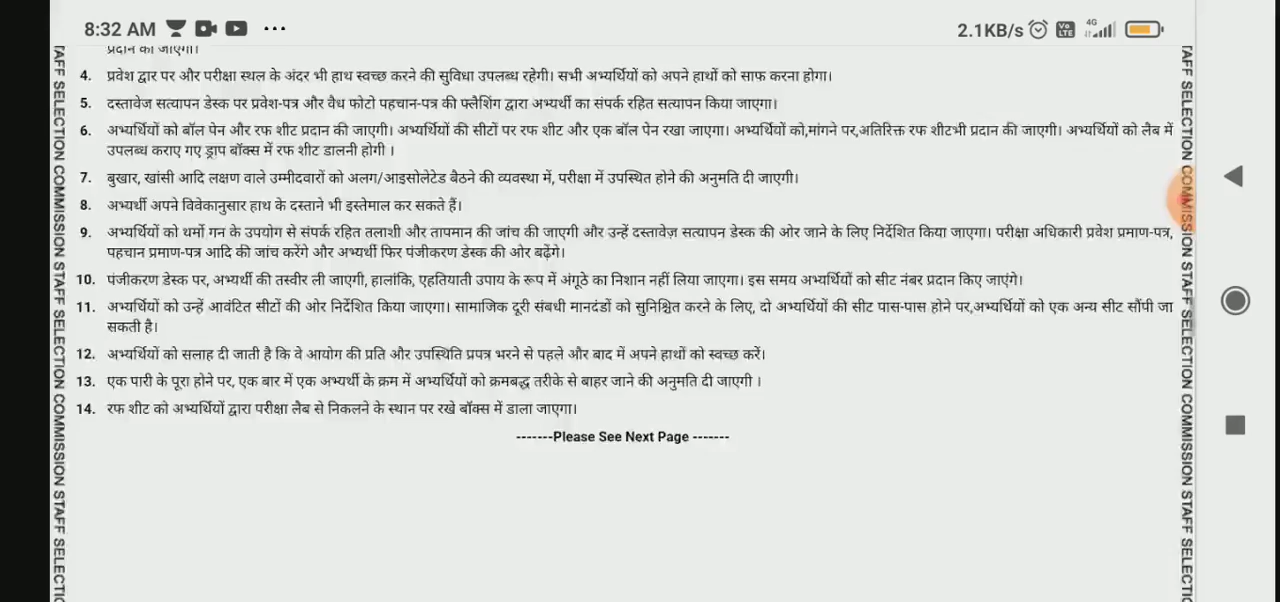 8:32 AM ...
2.1KB/s Vo LTE 4G
प्रदान की जाएगी।
4. प्रवेश द्वार पर और परीक्षा स्थल के अंदर भी हाथ स्वच्छ करने की सुविधा उपलब्ध रहेगी। सभी अभ्यर्थियों को अपने हाथों को साफ करना होगा।
5. दस्तावेज सत्यापन डेस्क पर प्रवेश-पत्र और वैध फोटो पहचान-पत्र की फ्लैशिंग द्वारा अभ्यर्थी का संपर्क रहित सत्यापन किया जाएगा।
6. अभ्यर्थियों को बॉल पेन और रफ शीट प्रदान की जाएगी। अभ्यर्थियों की सीटों पर रफ शीट और एक बॉल पेन रखा जाएगा। अभ्यर्थियों को,मांगने पर,अतिरिक्त रफ शीटभी प्रदान की जाएगी। अभ्यर्थियों को लैब में
उपलब्ध कराए गए ड्राप बॉक्स में रफ शीट डालनी होगी ।
7. बुखार, खांसी आदि लक्षण वाले उम्मीदवारों को अलग/आइसोलेटेड बैठने की व्यवस्था में, परीक्षा में उपस्थित होने की अनुमति दी जाएगी।
8. अभ्यर्थी अपने विवेकानुसार हाथ के दस्ताने भी इस्तेमाल कर सकते हैं।
9. अभ्यर्थियों को थर्मो गन के उपयोग से संपर्क रहित तलाशी और तापमान की जांच की जाएगी और उन्हें दस्तावेज़ सत्यापन डेस्क की ओर जाने के लिए निर्देशित किया जाएगा। परीक्षा अधिकारी प्रवेश प्रमाण-पत्र,
पहचान प्रमाण-पत्र आदि की जांच करेंगे और अभ्यर्थी फिर पंजीकरण डेस्क की ओर बढ़ेंगे।
10. पंजीकरण डेस्क पर, अभ्यर्थी की तस्वीर ली जाएगी, हालांकि, एहतियाती उपाय के रूप में अंगूठे का निशान नहीं लिया जाएगा। इस समय अभ्यर्थियों को सीट नंबर प्रदान किए जाएंगे।
11. अभ्यर्थियों को उन्हें आवंटित सीटों की ओर निर्देशित किया जाएगा। सामाजिक दूरी संबधी मानदंडों को सुनिश्चित करने के लिए, दो अभ्यर्थियों की सीट पास-पास होने पर,अभ्यर्थियों को एक अन्य सीट सौंपी जा
सकती है।
12. अभ्यर्थियों को सलाह दी जाती है कि वे आयोग की प्रति और उपस्थिति प्रपत्र भरने से पहले और बाद में अपने हाथों को स्वच्छ करें।
13. एक पारी के पूरा होने पर, एक बार में एक अभ्यर्थी के क्रम में अभ्यर्थियों को क्रमबद्ध तरीके से बाहर जाने की अनुमति दी जाएगी ।
14. रफ शीट को अभ्यर्थियों द्वारा परीक्षा लैब से निकलने के स्थान पर रखे बॉक्स में डाला जाएगा।
-------Please See Next Page -------
TAFF SELECTION COMMISSION STAFF SELECTION COMMISSION STAFF SELECTIO
TAFF SELECTION COMMISSION STAFF SELECTION COMMISSION STAFF SELECTIO